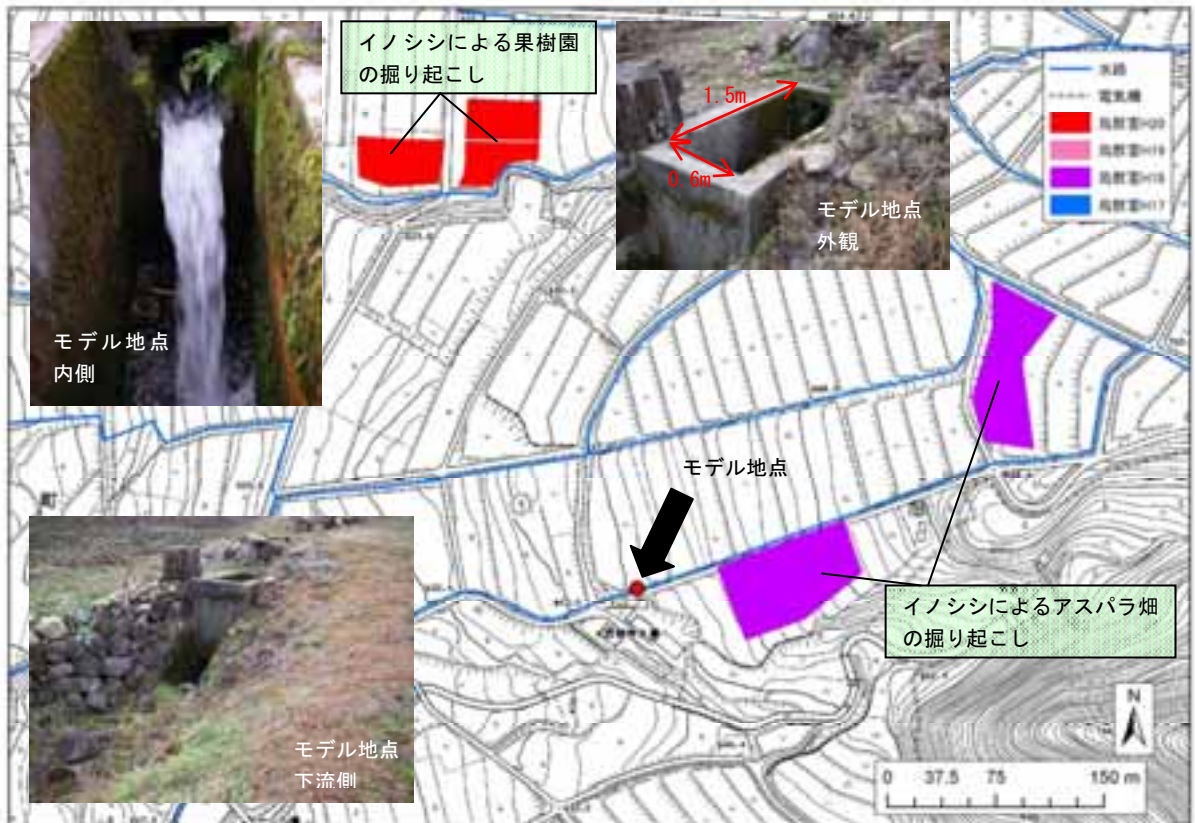 イノシシによる果樹園
の掘り起こし
1.5m
0.6m
モデル地点
外観
水路
電気柵
鳥獣害H20
鳥獣害H19
鳥獣害H18
鳥獣害H17
モデル地点
内側
モデル地点
町
イノシシによるアスパラ畑
の掘り起こし
モデル地点
下流側
N
0 37.5 75 150 m